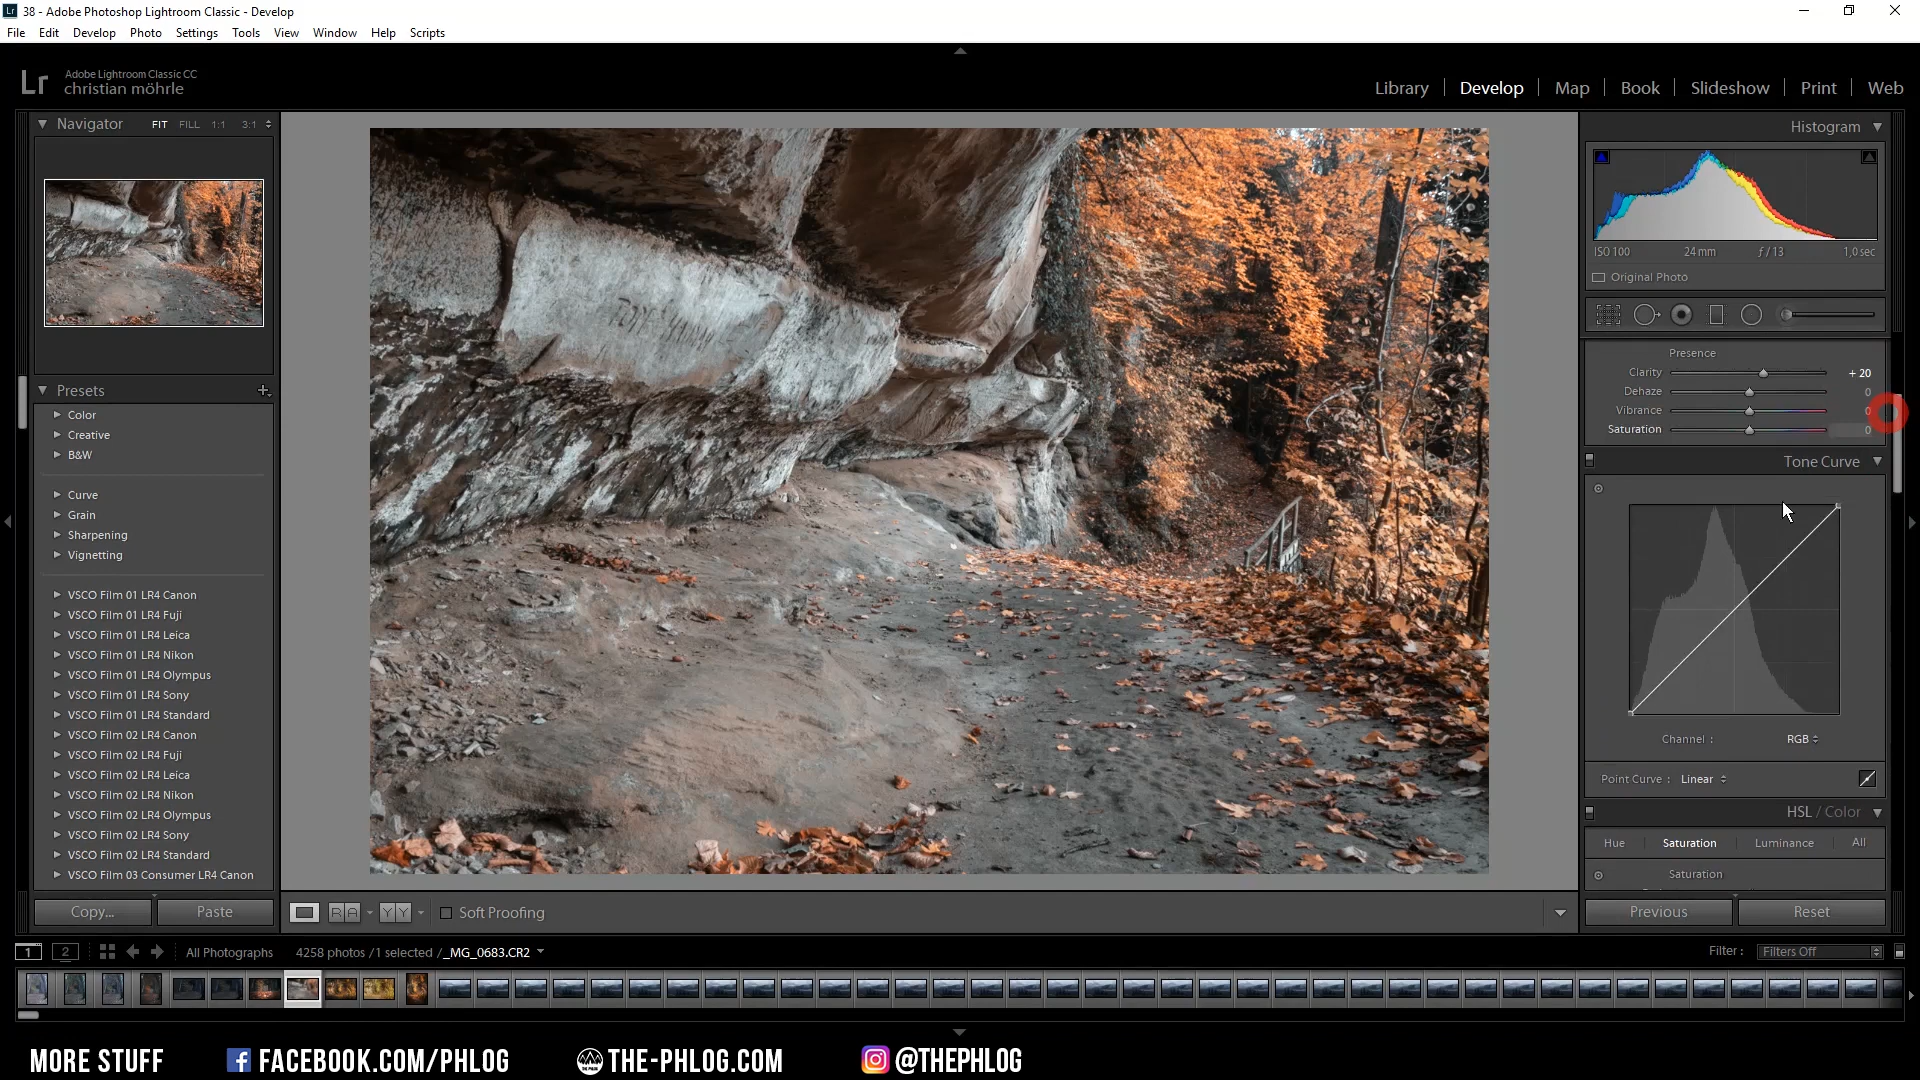 38 - Adobe Photoshop Lightroom Classic - Develop
File Edit Develop Photo Settings Tools View Window Help Scripts
Lr Adobe Lightroom Classic CC
christian möhrle
Library Develop Map Book Slideshow Print Web
Navigator FIT FILL 1:1 3:1
Histogram
ISO 100 24 mm ƒ / 13 1,0 sec
Original Photo
Presence
Clarity + 20
Dehaze 0
Vibrance 0
Saturation 0
Tone Curve
Channel : RGB
Point Curve : Linear
HSL / Color
Hue Saturation Luminance All
Saturation
Previous Reset
Presets +
Color
Creative
B&W
Curve
Grain
Sharpening
Vignetting
VSCO Film 01 LR4 Canon
VSCO Film 01 LR4 Fuji
VSCO Film 01 LR4 Leica
VSCO Film 01 LR4 Nikon
VSCO Film 01 LR4 Olympus
VSCO Film 01 LR4 Sony
VSCO Film 01 LR4 Standard
VSCO Film 02 LR4 Canon
VSCO Film 02 LR4 Fuji
VSCO Film 02 LR4 Leica
VSCO Film 02 LR4 Nikon
VSCO Film 02 LR4 Olympus
VSCO Film 02 LR4 Sony
VSCO Film 02 LR4 Standard
VSCO Film 03 Consumer LR4 Canon
Copy... Paste
R A Y Y Soft Proofing
1 2 All Photographs 4258 photos / 1 selected / _MG_0683.CR2
Filter : Filters Off
MORE STUFF FACEBOOK.COM/PHLOG THE-PHLOG.COM @THEPHLOG